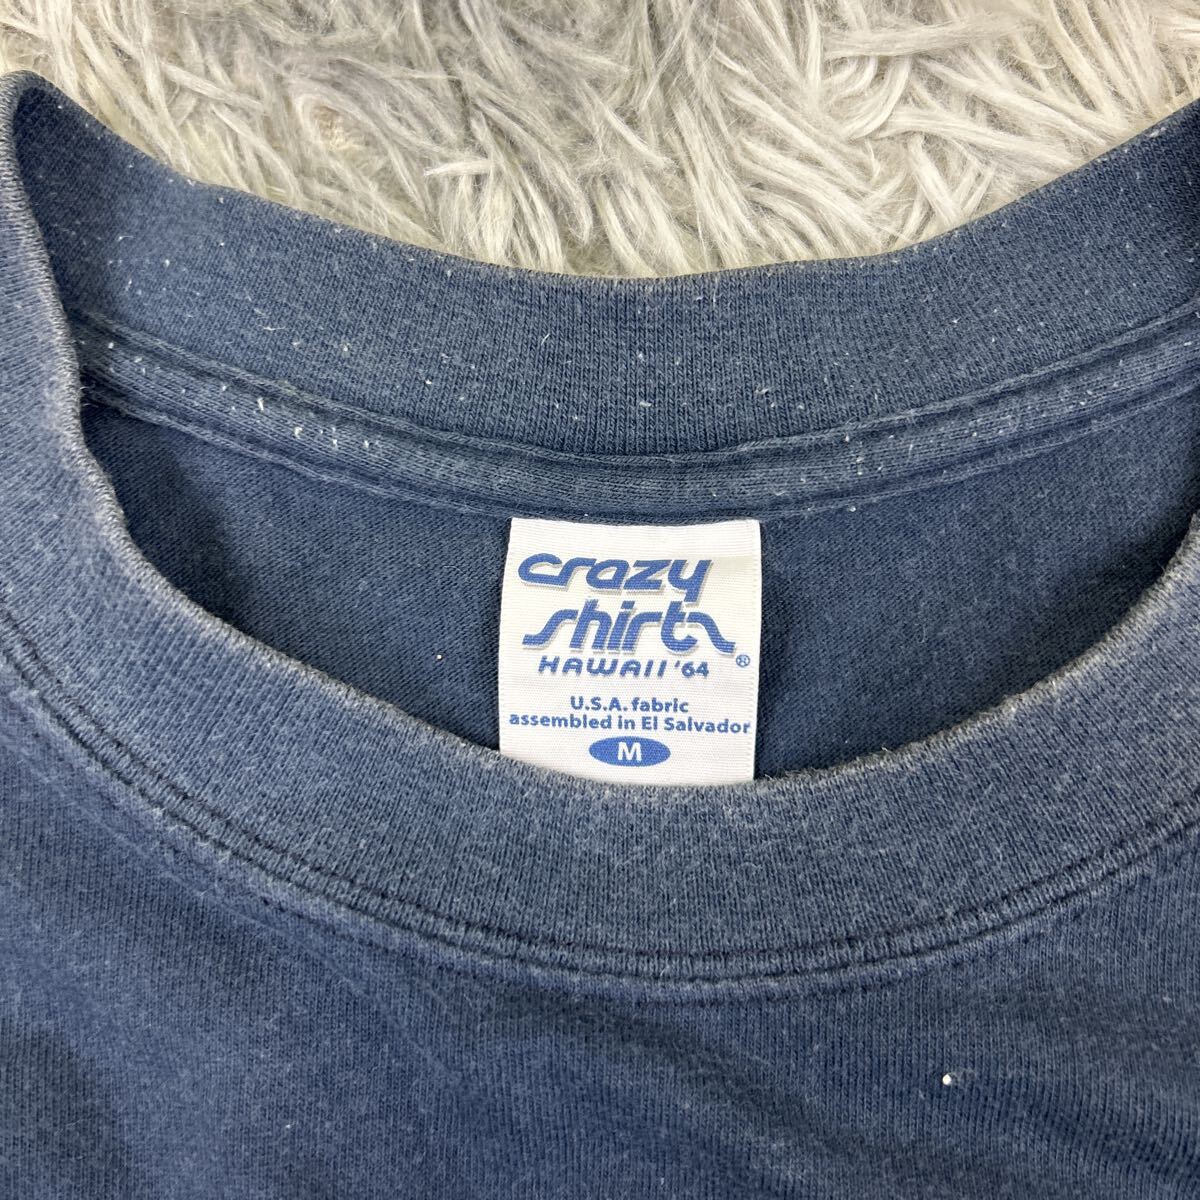 crazy
shirts®
HAWAII '64
U.S.A. fabric
assembled in El Salvador
M